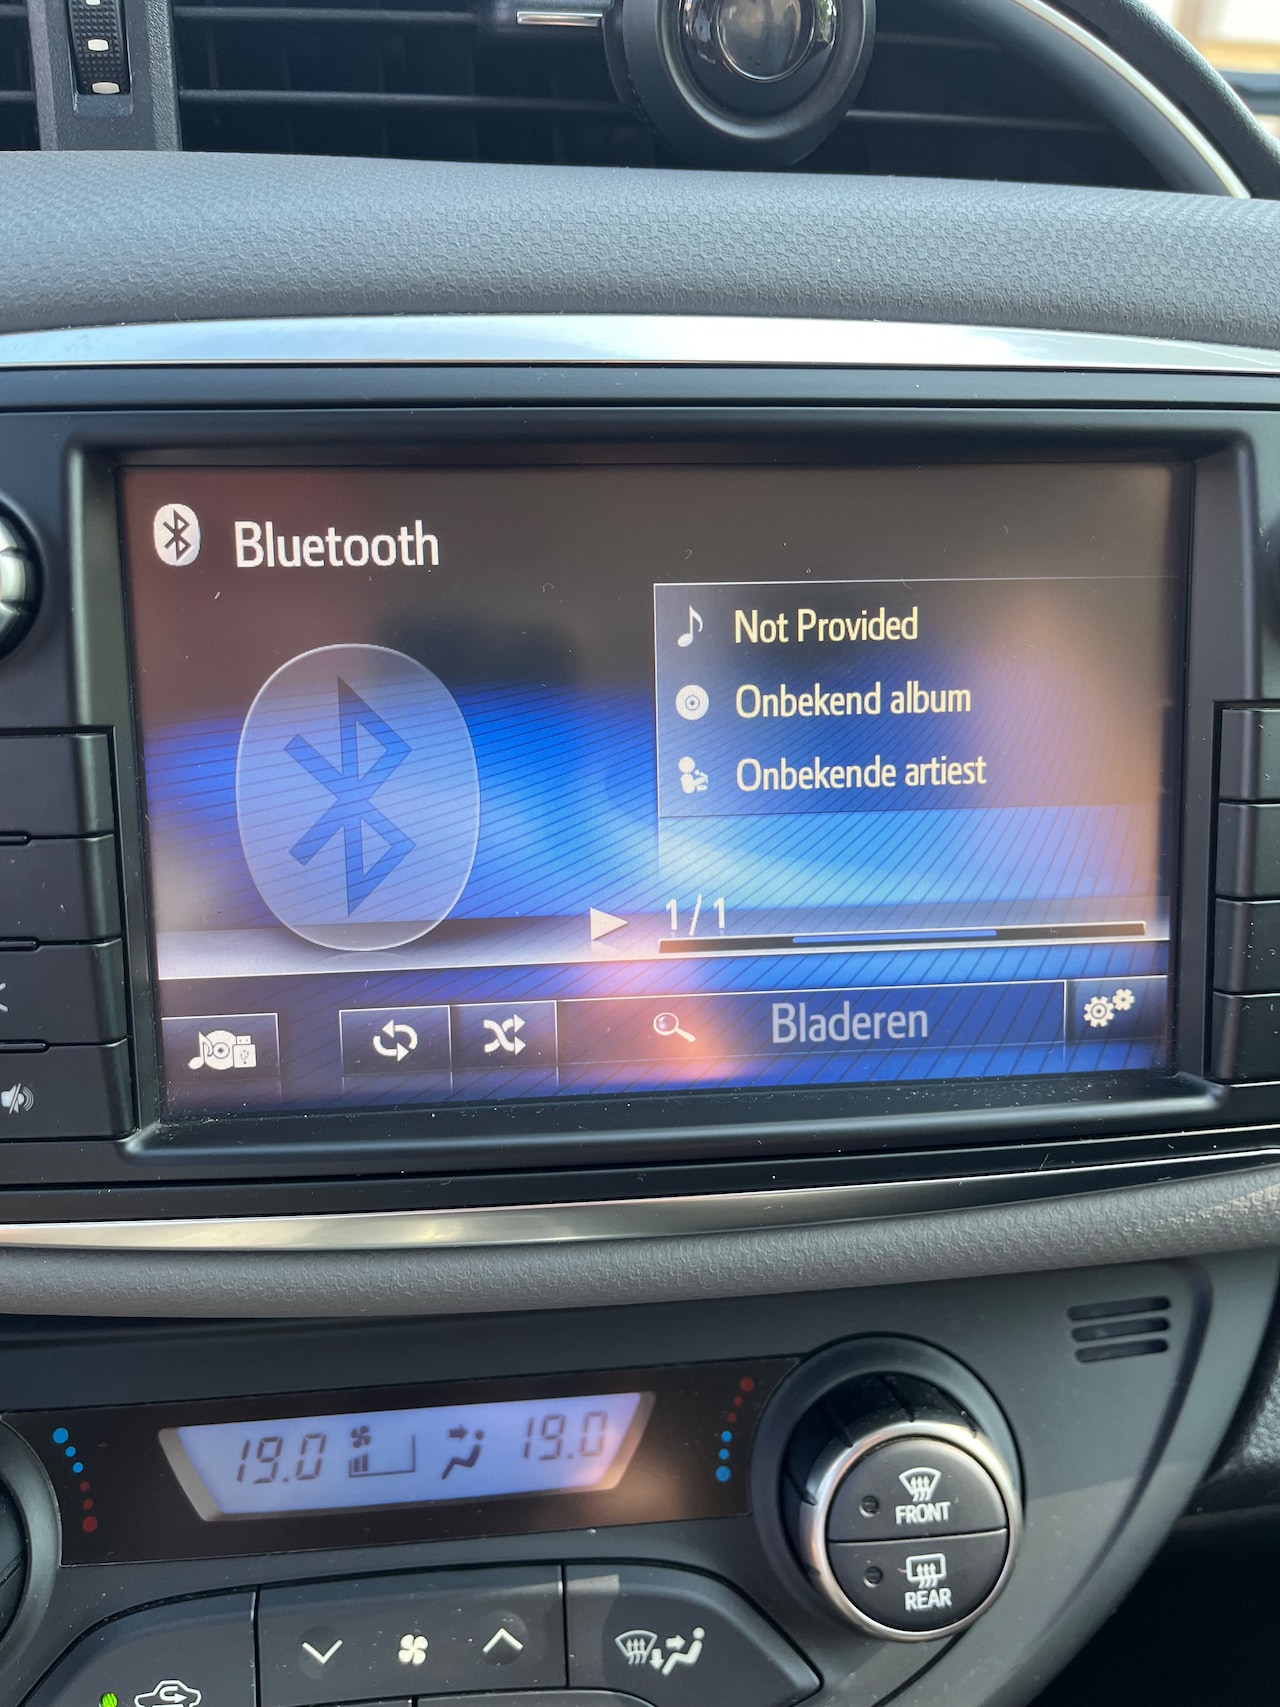 Bluetooth
Not Provided
Onbekend album
Onbekende artiest
1/1
Bladeren
19.0
19.0
FRONT
REAR